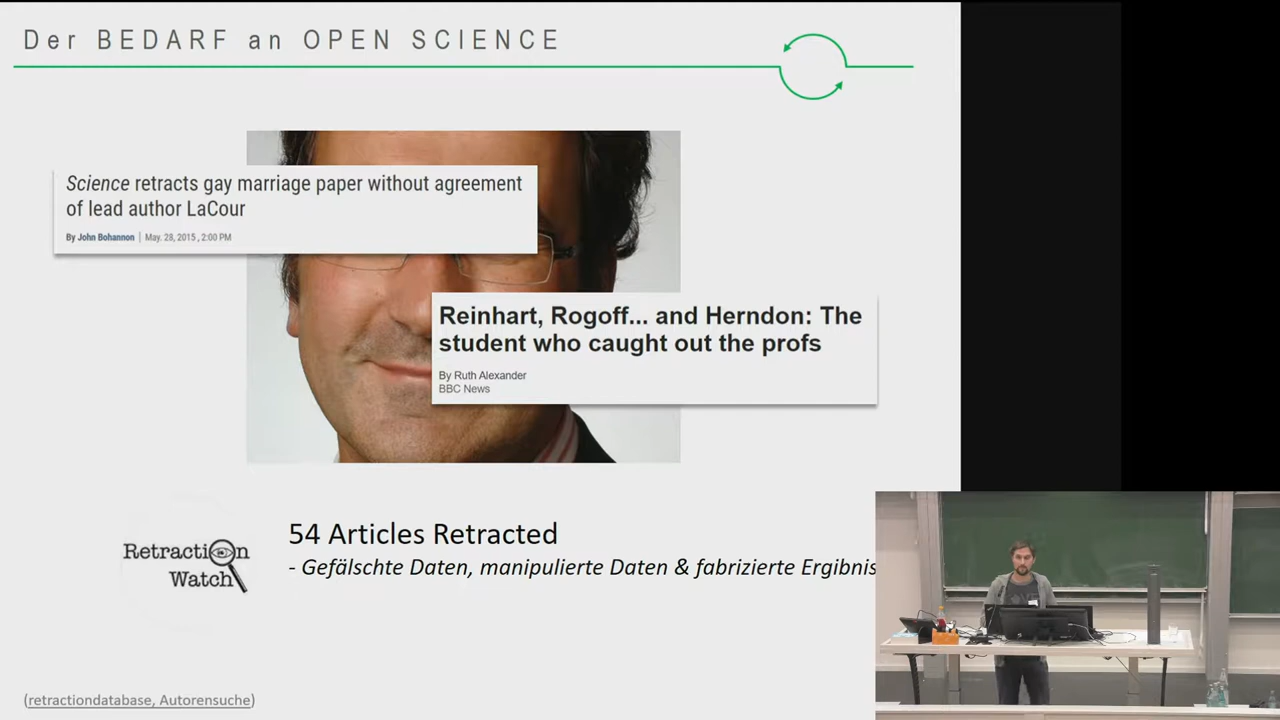 Der BEDARF an OPEN SCIENCE
Science retracts gay marriage paper without agreement
of lead author LaCour
By John Bohannon | May. 28, 2015 , 2:00 PM
Reinhart, Rogoff... and Herndon: The
student who caught out the profs
By Ruth Alexander
BBC News
Retraction
Watch
54 Articles Retracted
- Gefälschte Daten, manipulierte Daten & fabrizierte Ergibnis
(retractiondatabase, Autorensuche)